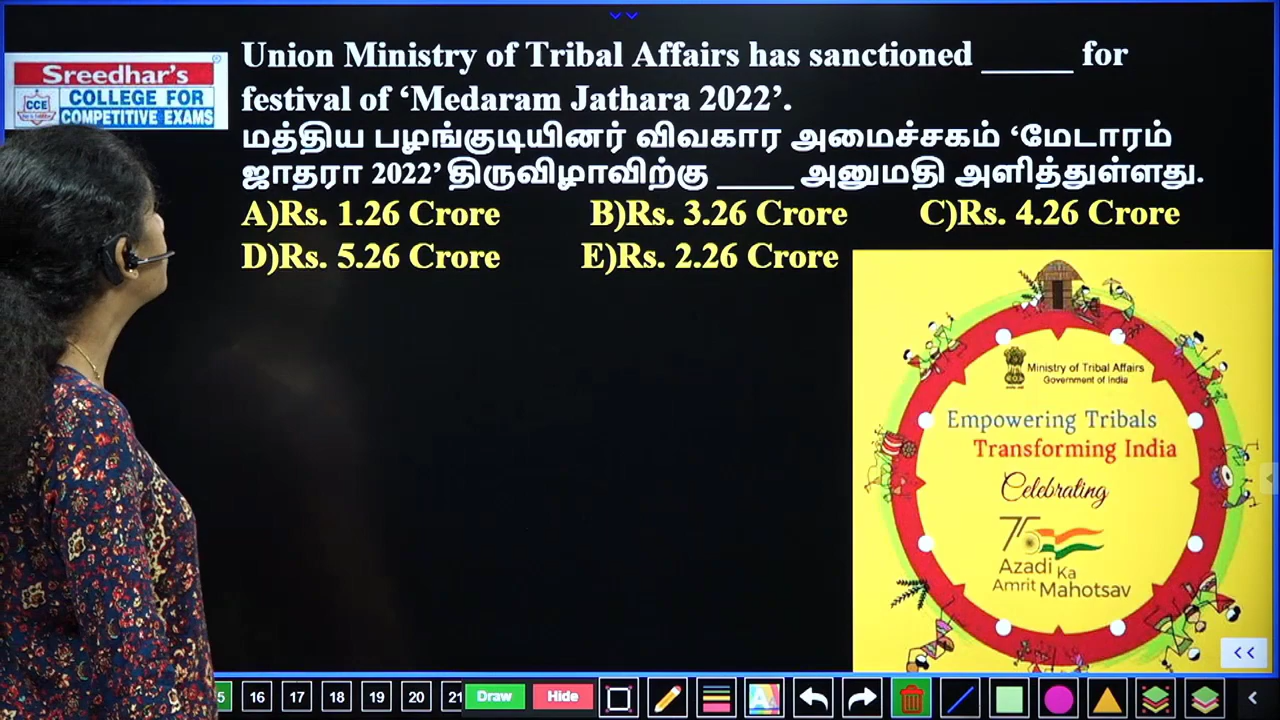 Sreedhar's
CCE
COLLEGE FOR
COMPETITIVE EXAMS
Union Ministry of Tribal Affairs has sanctioned _____ for
festival of ‘Medaram Jathara 2022’.
மத்திய பழங்குடியினர் விவகார அமைச்சகம் ‘மேடாரம்
ஜாதரா 2022’ திருவிழாவிற்கு _____ அனுமதி அளித்துள்ளது.
A)Rs. 1.26 Crore B)Rs. 3.26 Crore C)Rs. 4.26 Crore
D)Rs. 5.26 Crore E)Rs. 2.26 Crore
Ministry of Tribal Affairs
Government of India
Empowering Tribals
Transforming India
Celebrating
75
Azadi Ka
Amrit Mahotsav
5 16 17 18 19 20 21 Draw Hide